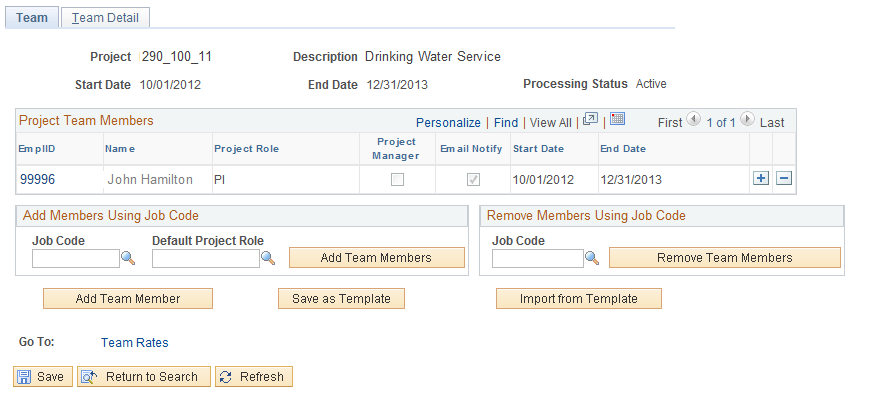 Team Team Detail
Project 290_100_11 Description Drinking Water Service
Start Date 10/01/2012 End Date 12/31/2013 Processing Status Active
Project Team Members Personalize | Find | View All | | First 1 of 1 Last
EmplID Name Project Role Project Manager Email Notify Start Date End Date
99996 John Hamilton PI 10/01/2012 12/31/2013
Add Members Using Job Code Remove Members Using Job Code
Job Code Default Project Role Job Code
Add Team Members Remove Team Members
Add Team Member Save as Template Import from Template
Go To: Team Rates
Save Return to Search Refresh